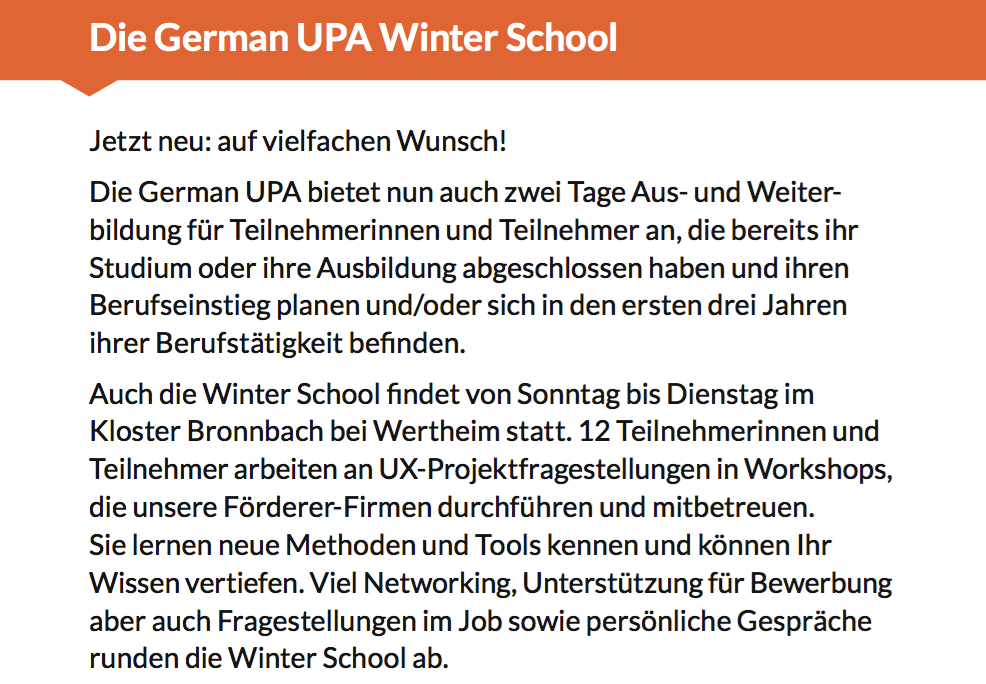 Die German UPA Winter School
Jetzt neu: auf vielfachen Wunsch!
Die German UPA bietet nun auch zwei Tage Aus- und Weiter-
bildung für Teilnehmerinnen und Teilnehmer an, die bereits ihr
Studium oder ihre Ausbildung abgeschlossen haben und ihren
Berufseinstieg planen und/oder sich in den ersten drei Jahren
ihrer Berufstätigkeit befinden.
Auch die Winter School findet von Sonntag bis Dienstag im
Kloster Bronnbach bei Wertheim statt. 12 Teilnehmerinnen und
Teilnehmer arbeiten an UX-Projektfragestellungen in Workshops,
die unsere Förderer-Firmen durchführen und mitbetreuen.
Sie lernen neue Methoden und Tools kennen und können Ihr
Wissen vertiefen. Viel Networking, Unterstützung für Bewerbung
aber auch Fragestellungen im Job sowie persönliche Gespräche
runden die Winter School ab.